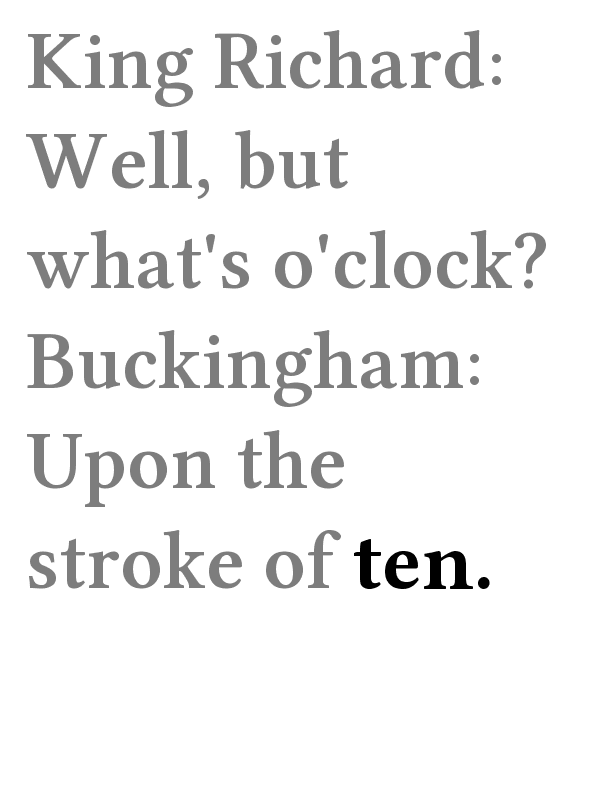 King Richard:
Well, but
what's o'clock?
Buckingham:
Upon the
stroke of ten.